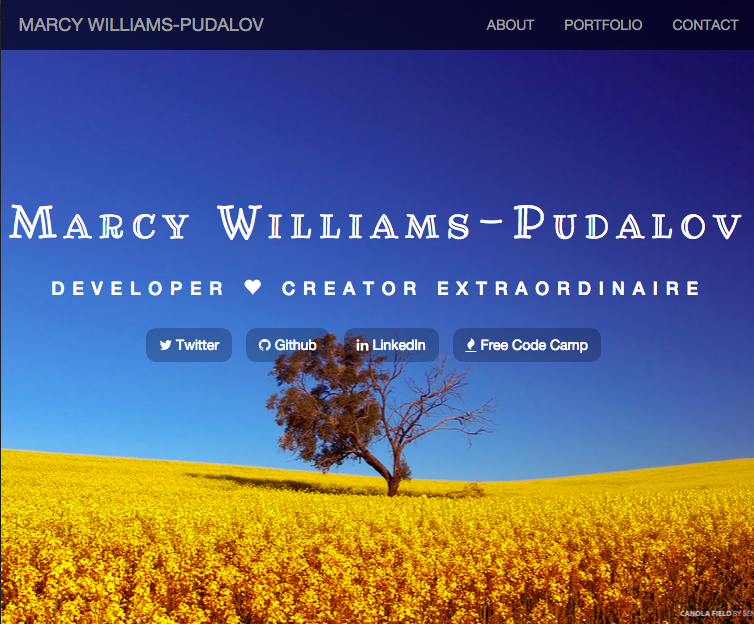 MARCY WILLIAMS-PUDALOV ABOUT PORTFOLIO CONTACT
Marcy Williams-Pudalov
DEVELOPER ♥ CREATOR EXTRAORDINAIRE
Twitter Github LinkedIn Free Code Camp
CANOLA FIELD BY